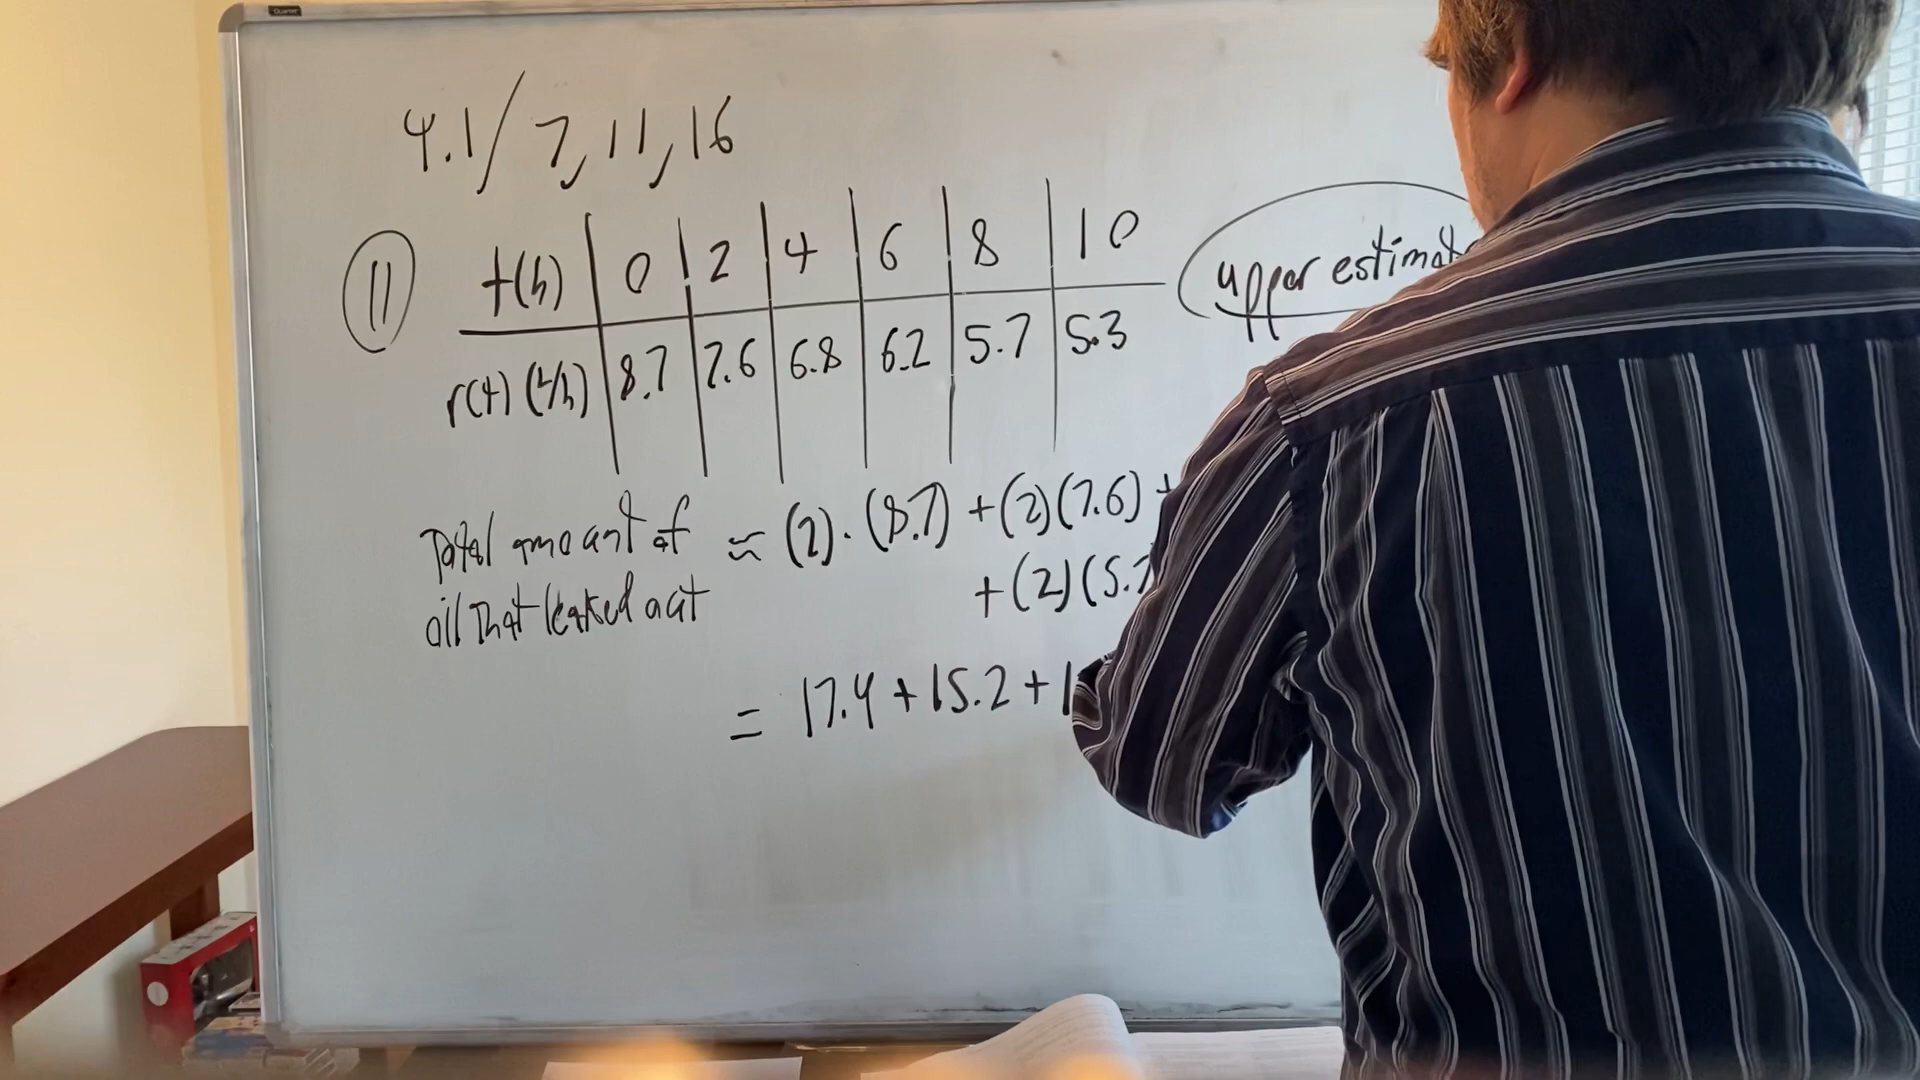 4.1/ 7, 11, 16
11
t(h) 0 2 4 6 8 10
upper estimat
r(t) (L/h) 8.7 7.6 6.8 6.2 5.7 5.3
Total amount of ≈ (2)·(8.7) + (2)(7.6) +
oil that leaked out + (2)(5.7
= 17.4 + 15.2 + 1